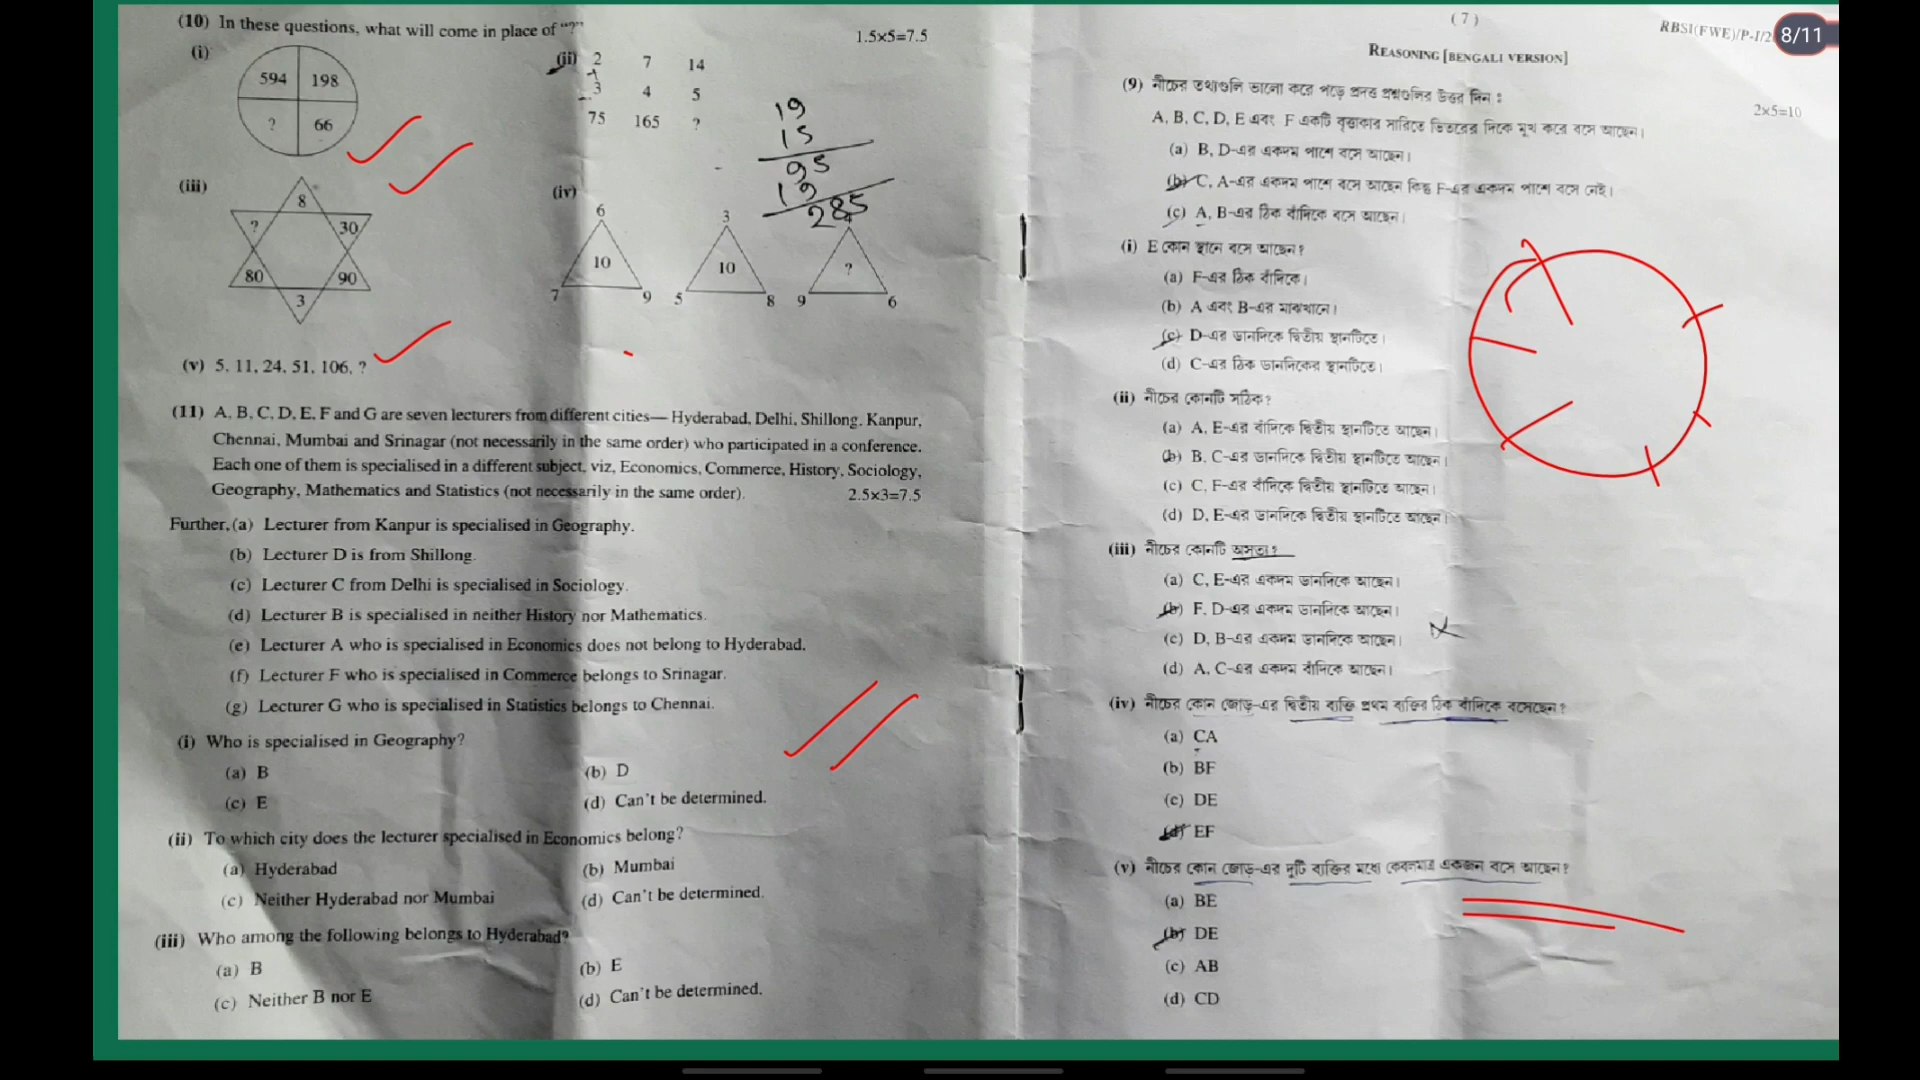 (10) In these questions, what will come in place of "?"
1.5×5=7.5
(i)
594 198
? 66
(ii) 2 7 14
3 4 5
75 165 ?
19
15
95
19
285
(iii)
8
? 30
80 90
3
(iv)
6 3 4
10 10 ?
7 9 5 8 9 6
(v) 5, 11, 24, 51, 106, ?
(11) A, B, C, D, E, F and G are seven lecturers from different cities— Hyderabad, Delhi, Shillong, Kanpur,
Chennai, Mumbai and Srinagar (not necessarily in the same order) who participated in a conference.
Each one of them is specialised in a different subject, viz, Economics, Commerce, History, Sociology,
Geography, Mathematics and Statistics (not necessarily in the same order).
2.5×3=7.5
Further, (a) Lecturer from Kanpur is specialised in Geography.
(b) Lecturer D is from Shillong.
(c) Lecturer C from Delhi is specialised in Sociology.
(d) Lecturer B is specialised in neither History nor Mathematics.
(e) Lecturer A who is specialised in Economics does not belong to Hyderabad.
(f) Lecturer F who is specialised in Commerce belongs to Srinagar.
(g) Lecturer G who is specialised in Statistics belongs to Chennai.
(i) Who is specialised in Geography?
(a) B (b) D
(c) E (d) Can't be determined.
(ii) To which city does the lecturer specialised in Economics belong?
(a) Hyderabad (b) Mumbai
(c) Neither Hyderabad nor Mumbai (d) Can't be determined.
(iii) Who among the following belongs to Hyderabad?
(a) B (b) E
(c) Neither B nor E (d) Can't be determined.
(7)
RBSI(FWE)/P-I/2
8/11
REASONING [BENGALI VERSION]
(9) নীচের তথ্যগুলি ভালো করে পড়ে প্রদত্ত প্রশ্নগুলির উত্তর দিন :
2×5=10
A, B, C, D, E এবং F একটি বৃত্তাকার সারিতে ভিতরের দিকে মুখ করে বসে আছেন।
(a) B, D-এর একদম পাশে বসে আছেন।
(b) C, A-এর একদম পাশে বসে আছেন কিন্তু F-এর একদম পাশে বসে নেই।
(c) A, B-এর ঠিক বাঁদিকে বসে আছেন।
(i) E কোন স্থানে বসে আছেন?
(a) F-এর ঠিক বাঁদিকে।
(b) A এবং B-এর মাঝখানে।
(c) D-এর ডানদিকে দ্বিতীয় স্থানটিতে।
(d) C-এর ঠিক ডানদিকের স্থানটিতে।
(ii) নীচের কোনটি সঠিক?
(a) A, E-এর বাঁদিকে দ্বিতীয় স্থানটিতে আছেন।
(b) B, C-এর ডানদিকে দ্বিতীয় স্থানটিতে আছেন।
(c) C, F-এর বাঁদিকে দ্বিতীয় স্থানটিতে আছেন।
(d) D, E-এর ডানদিকে দ্বিতীয় স্থানটিতে আছেন।
(iii) নীচের কোনটি অসত্য?
(a) C, E-এর একদম ডানদিকে আছেন।
(b) F, D-এর একদম ডানদিকে আছেন।
(c) D, B-এর একদম ডানদিকে আছেন।
(d) A, C-এর একদম বাঁদিকে আছেন।
(iv) নীচের কোন জোড়-এর দ্বিতীয় ব্যক্তি প্রথম ব্যক্তির ঠিক বাঁদিকে বসেছেন?
(a) CA
(b) BF
(c) DE
(d) EF
(v) নীচের কোন জোড়-এর দুটি ব্যক্তির মধ্যে কেবলমাত্র একজন বসে আছেন?
(a) BE
(b) DE
(c) AB
(d) CD